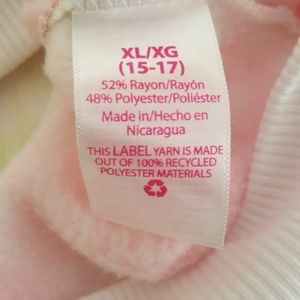 XL/XG
(15-17)
52% Rayon/Rayón
48% Polyester/Poliéster
Made in/Hecho en
Nicaragua
THIS LABEL YARN IS MADE
OUT OF 100% RECYCLED
POLYESTER MATERIALS